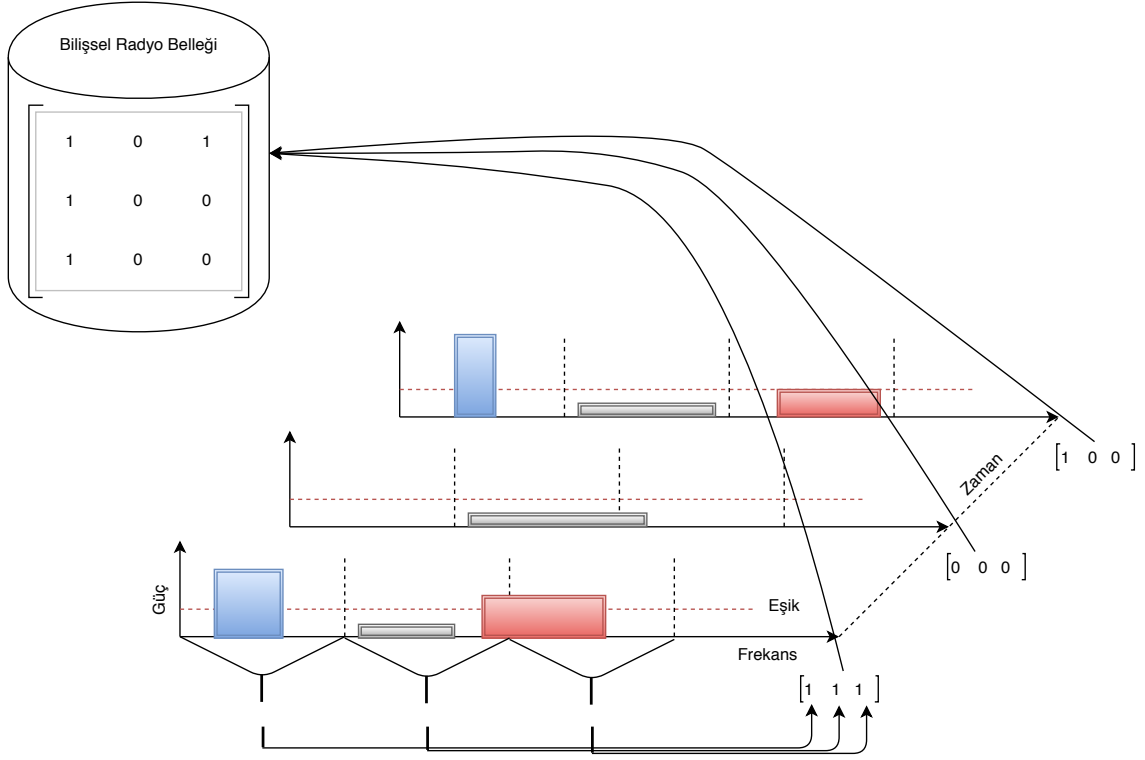 Bilişsel Radyo Belleği
1 0 1
1 0 0
1 0 0
[1 0 0]
Zaman
[0 0 0]
Güç
Eşik
Frekans
[1 1 1]